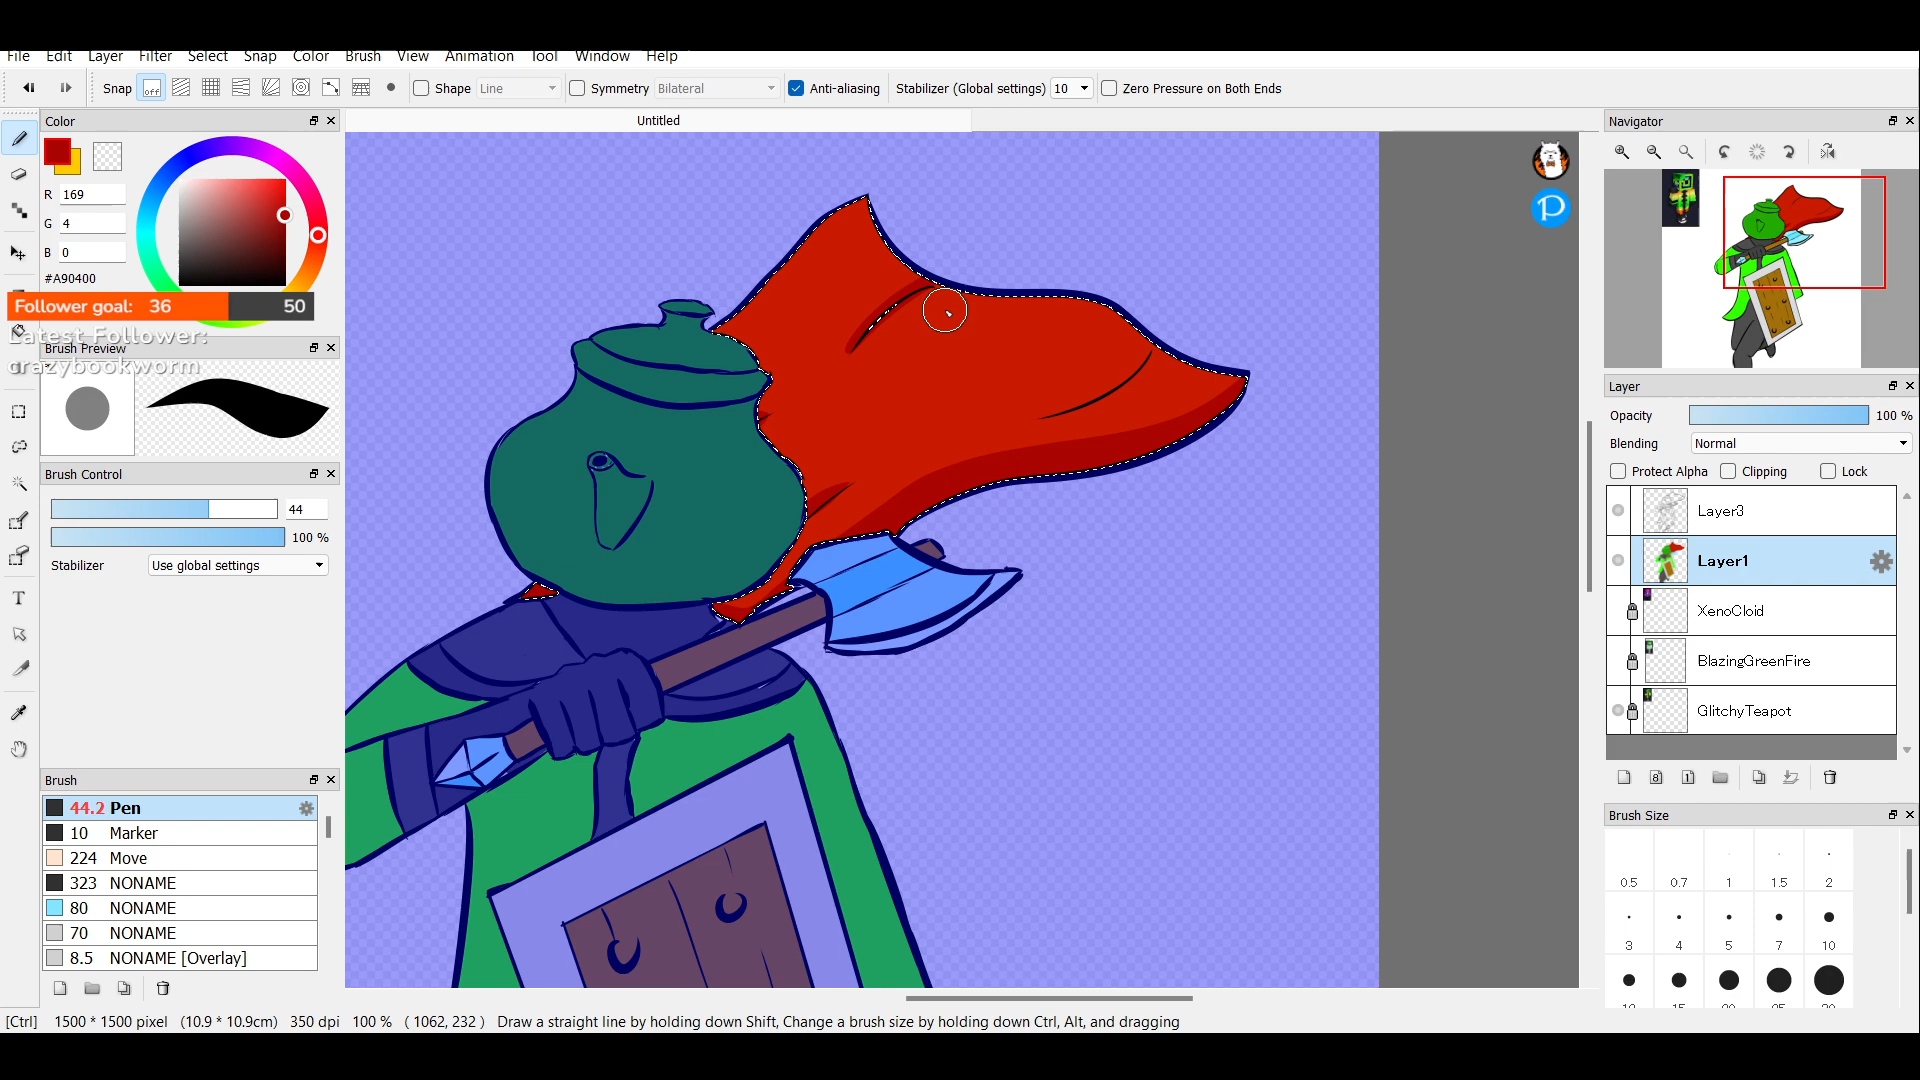 File Edit Layer Filter Select Snap Color Brush View Animation Tool Window Help
Snap off Shape Line Symmetry Bilateral Anti-aliasing Stabilizer (Global settings) 10 Zero Pressure on Both Ends
Color
Untitled
Navigator
R 169
G 4
B 0
#A90400
Follower goal: 36 50
Latest Follower:
crazybookworm
Brush Preview
Brush Control
44
100 %
Stabilizer Use global settings
Brush
44.2 Pen
10 Marker
224 Move
323 NONAME
80 NONAME
70 NONAME
8.5 NONAME [Overlay]
Layer
Opacity 100 %
Blending Normal
Protect Alpha Clipping Lock
Layer3
Layer1
XenoCloid
BlazingGreenFire
GlitchyTeapot
Brush Size
0.5 0.7 1 1.5 2
3 4 5 7 10
[Ctrl] 1500 * 1500 pixel (10.9 * 10.9cm) 350 dpi 100 % ( 1062, 232 ) Draw a straight line by holding down Shift, Change a brush size by holding down Ctrl, Alt, and dragging